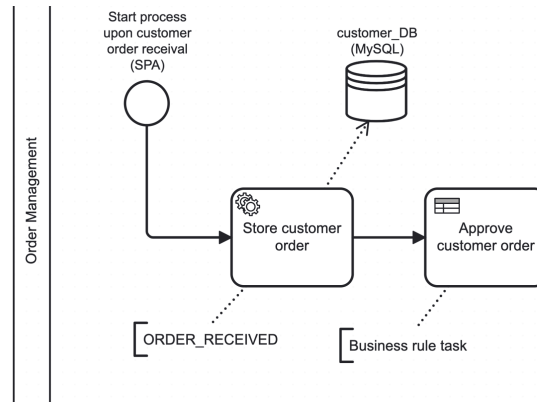 Start process
upon customer
order receival
(SPA)
customer_DB
(MySQL)
Order Management
Store customer
order
Approve
customer order
ORDER_RECEIVED
Business rule task